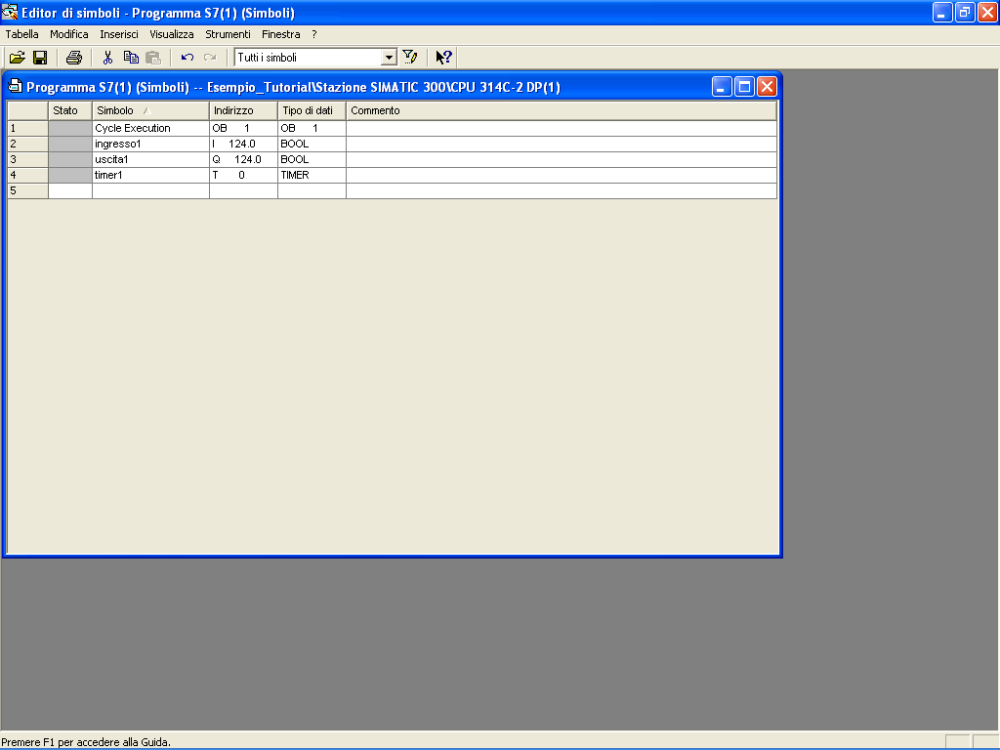 Editor di simboli - Programma S7(1) (Simboli)
Tabella Modifica Inserisci Visualizza Strumenti Finestra ?
Tutti i simboli
Programma S7(1) (Simboli) -- Esempio_Tutorial\Stazione SIMATIC 300\CPU 314C-2 DP(1)
Stato Simbolo Indirizzo Tipo di dati Commento
1 Cycle Execution OB 1 OB 1
2 ingresso1 I 124.0 BOOL
3 uscita1 Q 124.0 BOOL
4 timer1 T 0 TIMER
5
Premere F1 per accedere alla Guida.